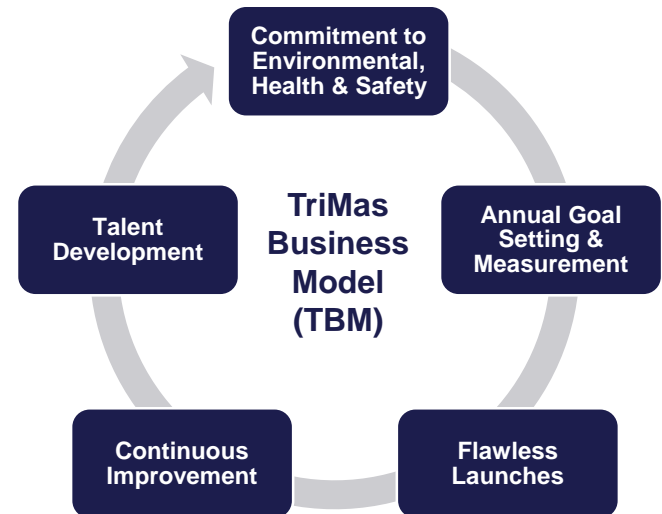 Commitment to
Environmental,
Health & Safety
Annual Goal
Setting &
Measurement
Flawless
Launches
Continuous
Improvement
Talent
Development
TriMas
Business
Model
(TBM)